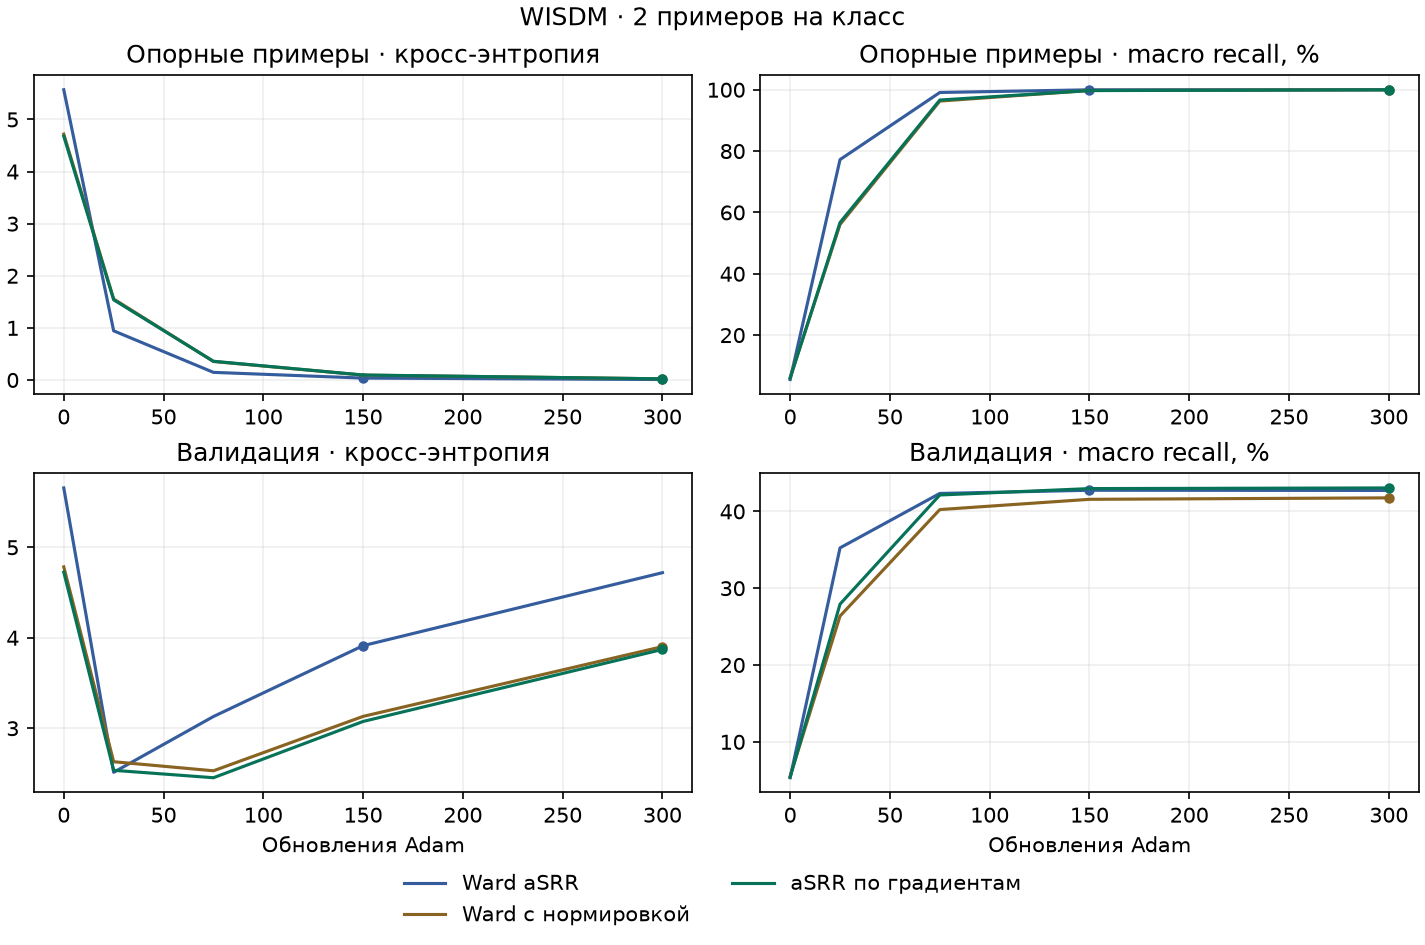 WISDM · 2 примеров на класс
Опорные примеры · кросс-энтропия
5
4
3
2
1
0
0 50 100 150 200 250 300
Опорные примеры · macro recall, %
100
80
60
40
20
0 50 100 150 200 250 300
Валидация · кросс-энтропия
5
4
3
0 50 100 150 200 250 300
Обновления Adam
Валидация · macro recall, %
40
30
20
10
0 50 100 150 200 250 300
Обновления Adam
Ward aSRR
Ward с нормировкой
aSRR по градиентам